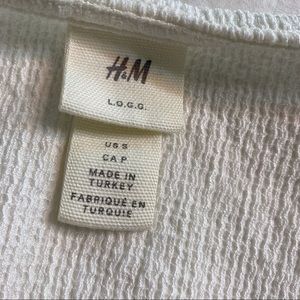 H&M
L.O.G.G.
US S
CA P
MADE IN
TURKEY
FABRIQUÉ EN
TURQUIE